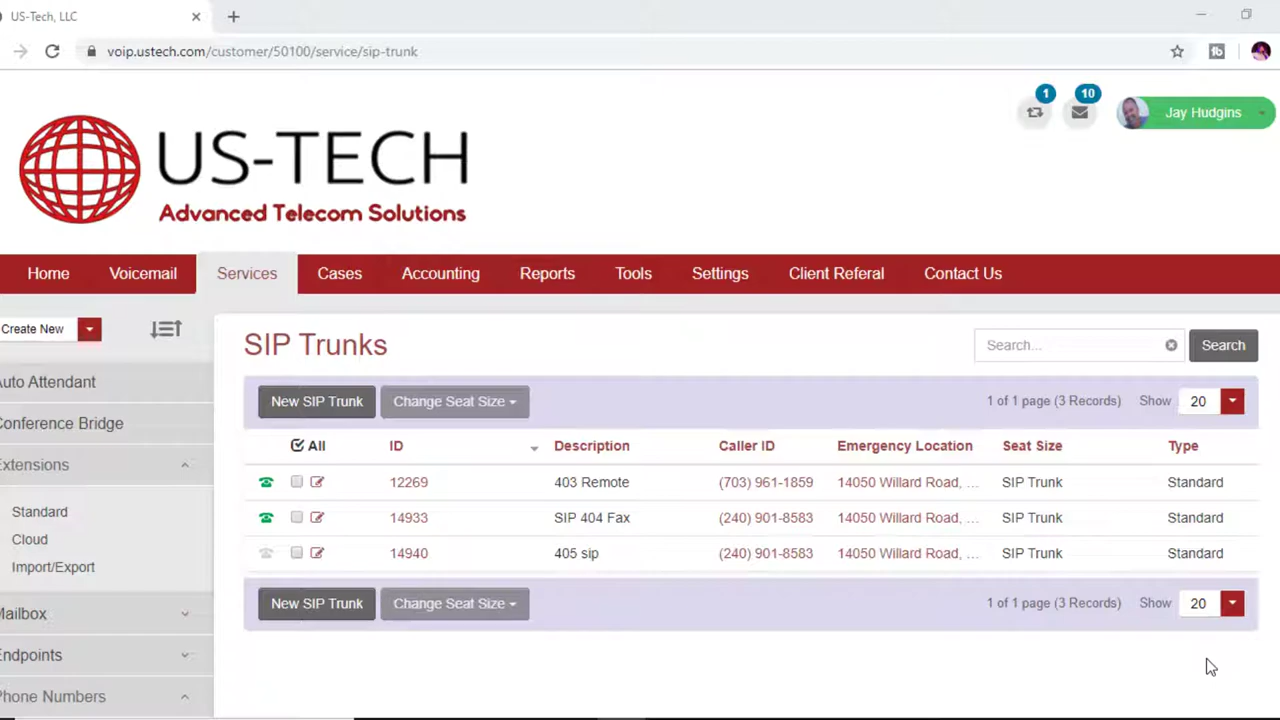 US-Tech, LLC
voip.ustech.com/customer/50100/service/sip-trunk
1
10
Jay Hudgins
US-TECH
Advanced Telecom Solutions
Home Voicemail Services Cases Accounting Reports Tools Settings Client Referal Contact Us
Create New
SIP Trunks
Search...
Search
Auto Attendant
New SIP Trunk Change Seat Size 1 of 1 page (3 Records) Show 20
Conference Bridge
All ID Description Caller ID Emergency Location Seat Size Type
Extensions
12269 403 Remote (703) 961-1859 14050 Willard Road, ... SIP Trunk Standard
Standard
14933 SIP 404 Fax (240) 901-8583 14050 Willard Road, ... SIP Trunk Standard
Cloud
14940 405 sip (240) 901-8583 14050 Willard Road, ... SIP Trunk Standard
Import/Export
New SIP Trunk Change Seat Size 1 of 1 page (3 Records) Show 20
Mailbox
Endpoints
Phone Numbers